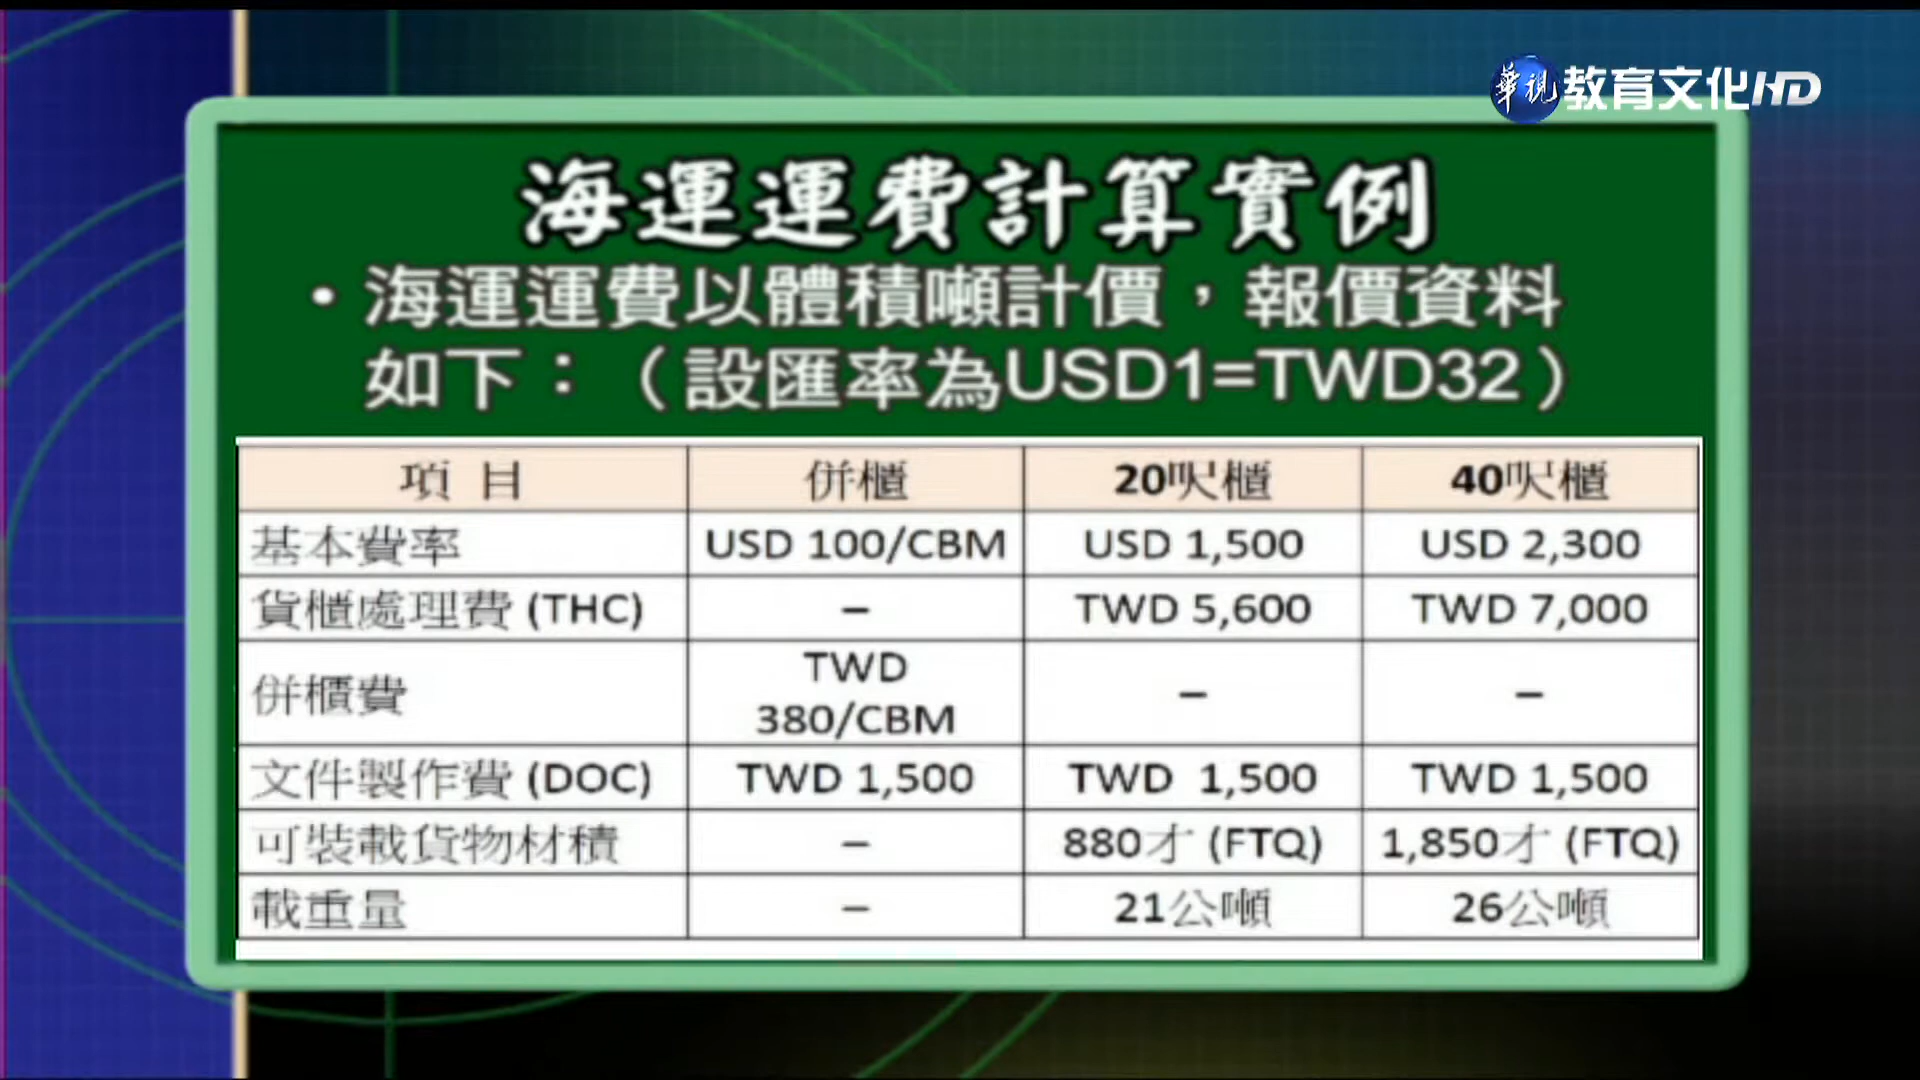 華視 教育文化HD
海運運費計算實例
• 海運運費以體積噸計價，報價資料
如下：（設匯率為USD1=TWD32）
項 目 併櫃 20呎櫃 40呎櫃
基本費率 USD 100/CBM USD 1,500 USD 2,300
貨櫃處理費 (THC) – TWD 5,600 TWD 7,000
併櫃費 TWD 380/CBM – –
文件製作費 (DOC) TWD 1,500 TWD 1,500 TWD 1,500
可裝載貨物材積 – 880才 (FTQ) 1,850才 (FTQ)
載重量 – 21公噸 26公噸